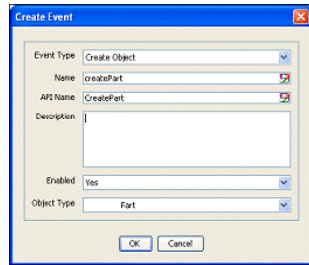 Create Event
Event Type Create Object
Name createPart
API Name CreatePart
Description
Enabled Yes
Object Type Part
OK Cancel